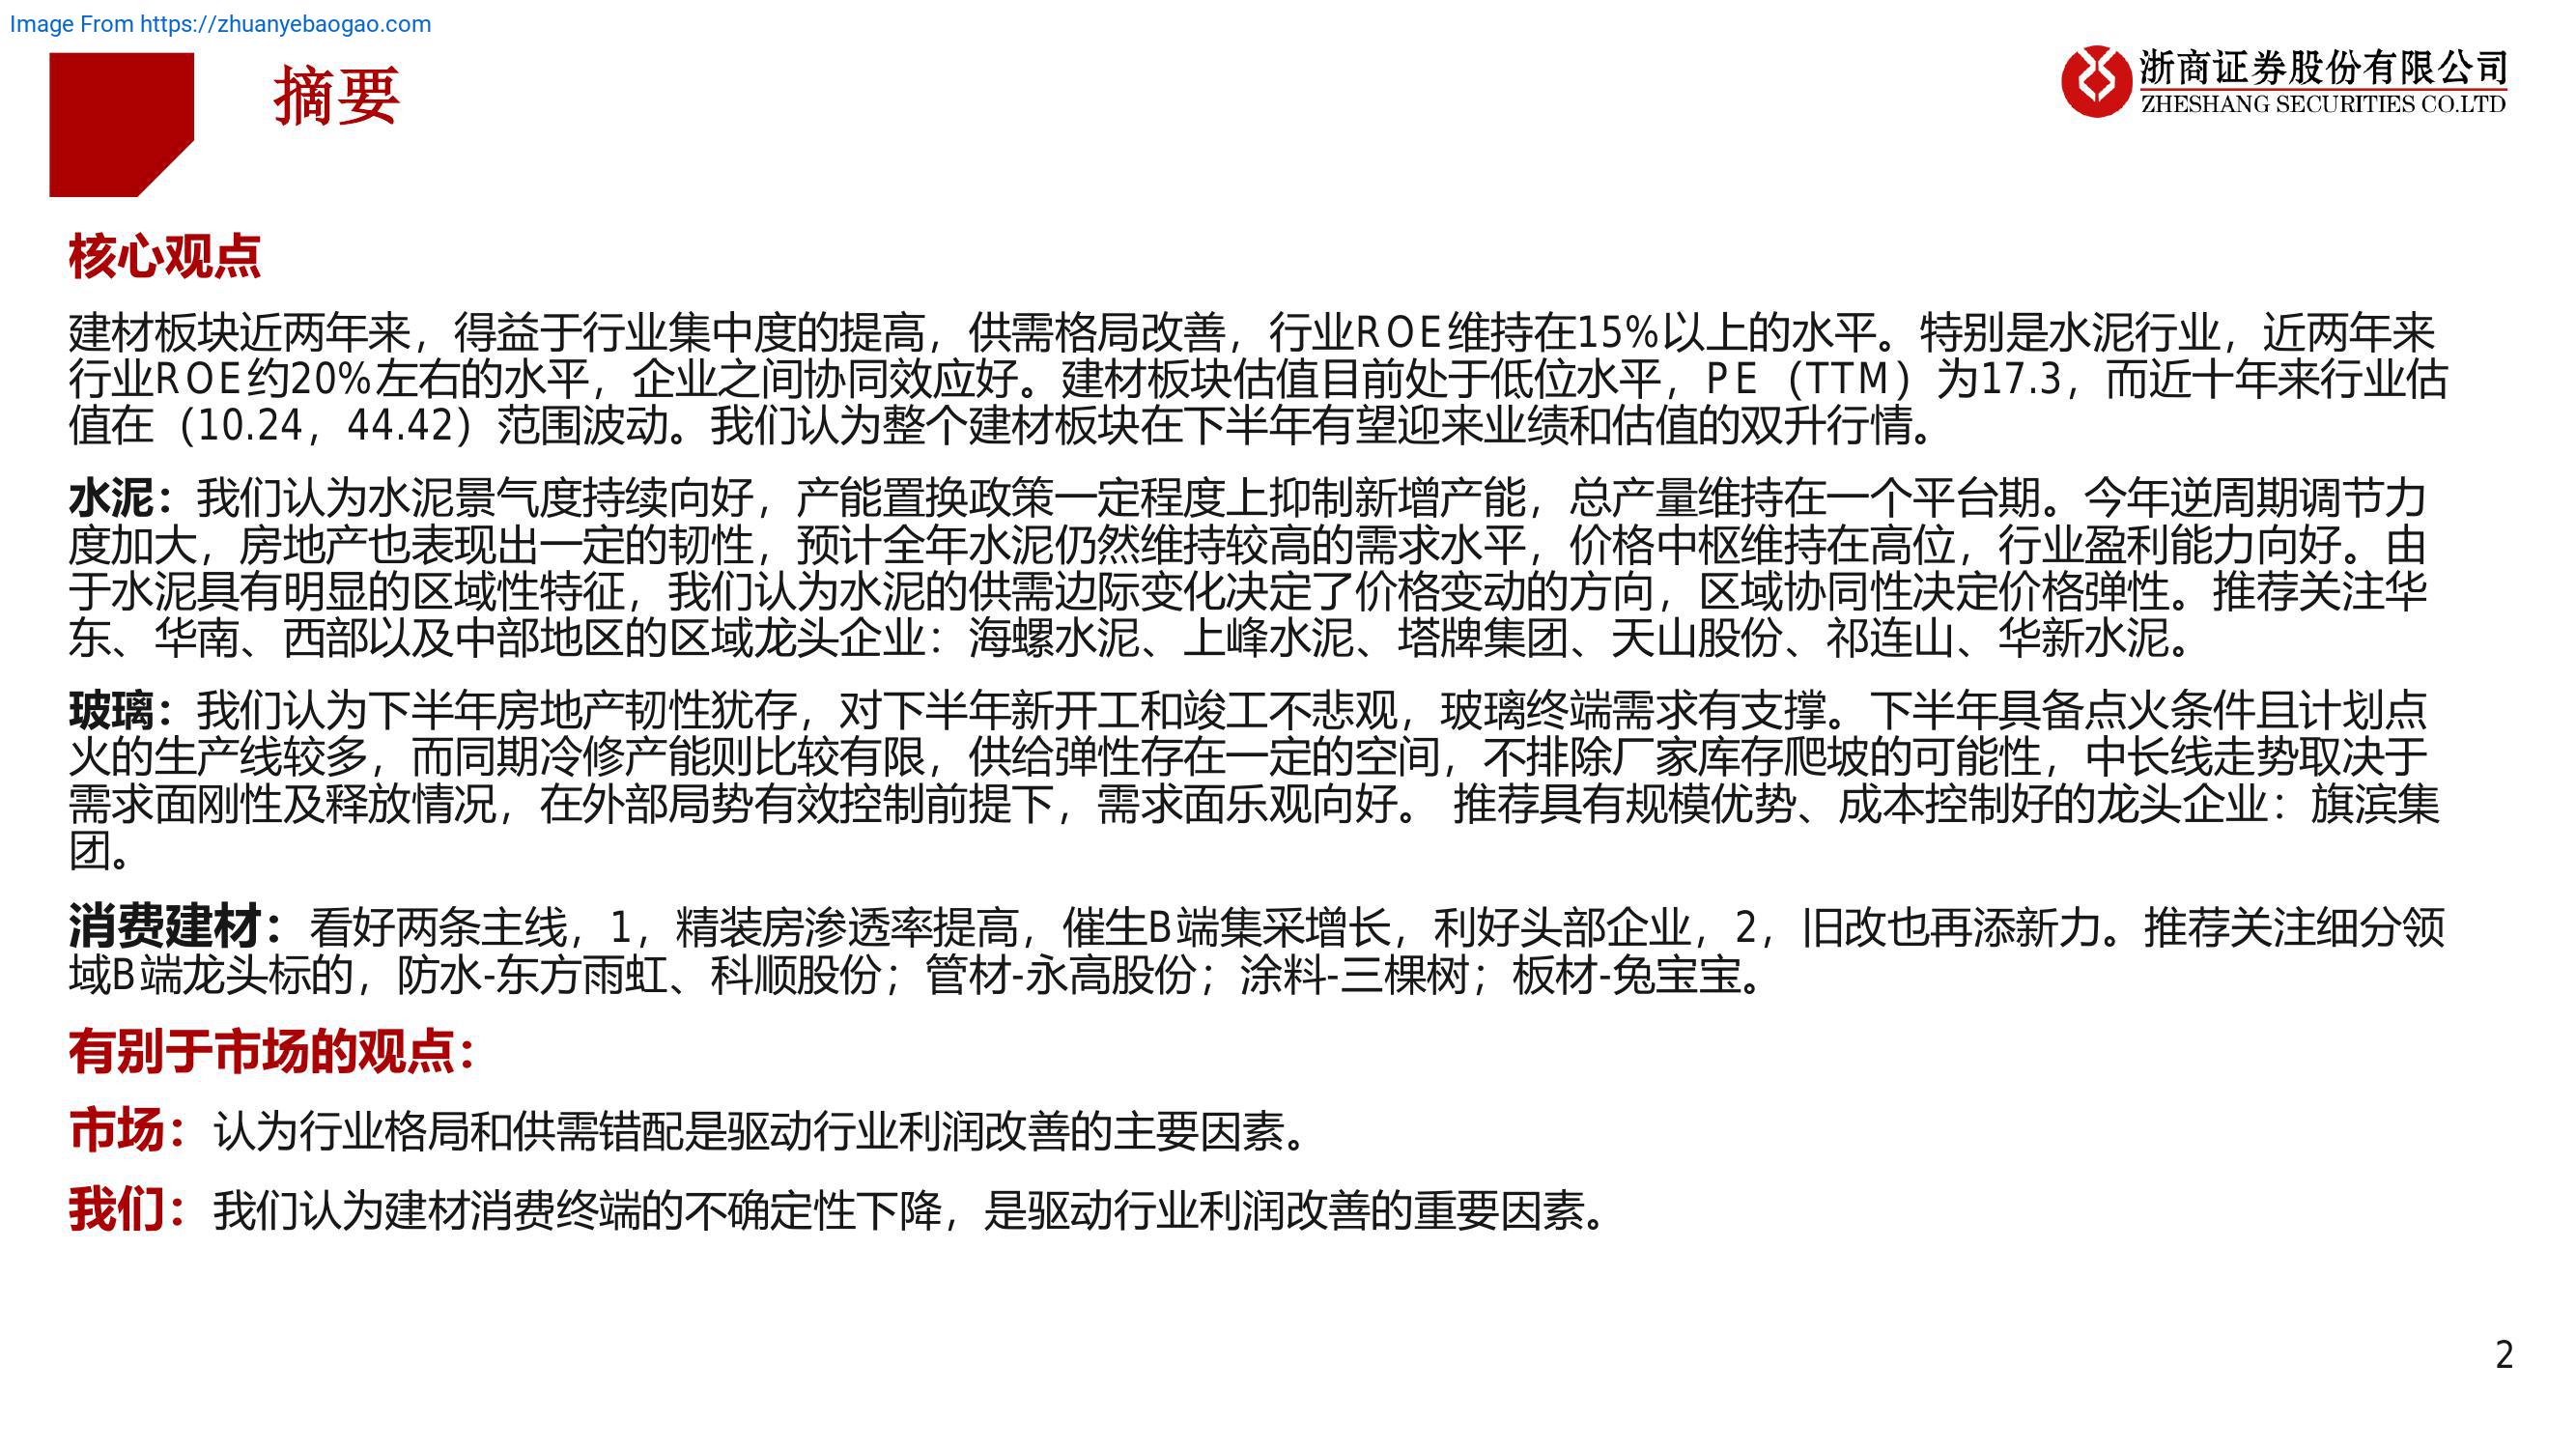 Image From https://zhuanyebaogao.com
摘要
浙商证券股份有限公司
ZHESHANG SECURITIES CO.LTD
核心观点
建材板块近两年来，得益于行业集中度的提高，供需格局改善，行业ROE维持在15%以上的水平。特别是水泥行业，近两年来
行业ROE约20%左右的水平，企业之间协同效应好。建材板块估值目前处于低位水平，PE（TTM）为17.3，而近十年来行业估
值在（10.24，44.42）范围波动。我们认为整个建材板块在下半年有望迎来业绩和估值的双升行情。
水泥：我们认为水泥景气度持续向好，产能置换政策一定程度上抑制新增产能，总产量维持在一个平台期。今年逆周期调节力
度加大，房地产也表现出一定的韧性，预计全年水泥仍然维持较高的需求水平，价格中枢维持在高位，行业盈利能力向好。由
于水泥具有明显的区域性特征，我们认为水泥的供需边际变化决定了价格变动的方向，区域协同性决定价格弹性。推荐关注华
东、华南、西部以及中部地区的区域龙头企业：海螺水泥、上峰水泥、塔牌集团、天山股份、祁连山、华新水泥。
玻璃：我们认为下半年房地产韧性犹存，对下半年新开工和竣工不悲观，玻璃终端需求有支撑。下半年具备点火条件且计划点
火的生产线较多，而同期冷修产能则比较有限，供给弹性存在一定的空间，不排除厂家库存爬坡的可能性，中长线走势取决于
需求面刚性及释放情况，在外部局势有效控制前提下，需求面乐观向好。 推荐具有规模优势、成本控制好的龙头企业：旗滨集
团。
消费建材：看好两条主线，1，精装房渗透率提高，催生B端集采增长，利好头部企业，2，旧改也再添新力。推荐关注细分领
域B端龙头标的，防水-东方雨虹、科顺股份；管材-永高股份；涂料-三棵树；板材-兔宝宝。
有别于市场的观点：
市场：认为行业格局和供需错配是驱动行业利润改善的主要因素。
我们：我们认为建材消费终端的不确定性下降，是驱动行业利润改善的重要因素。
2